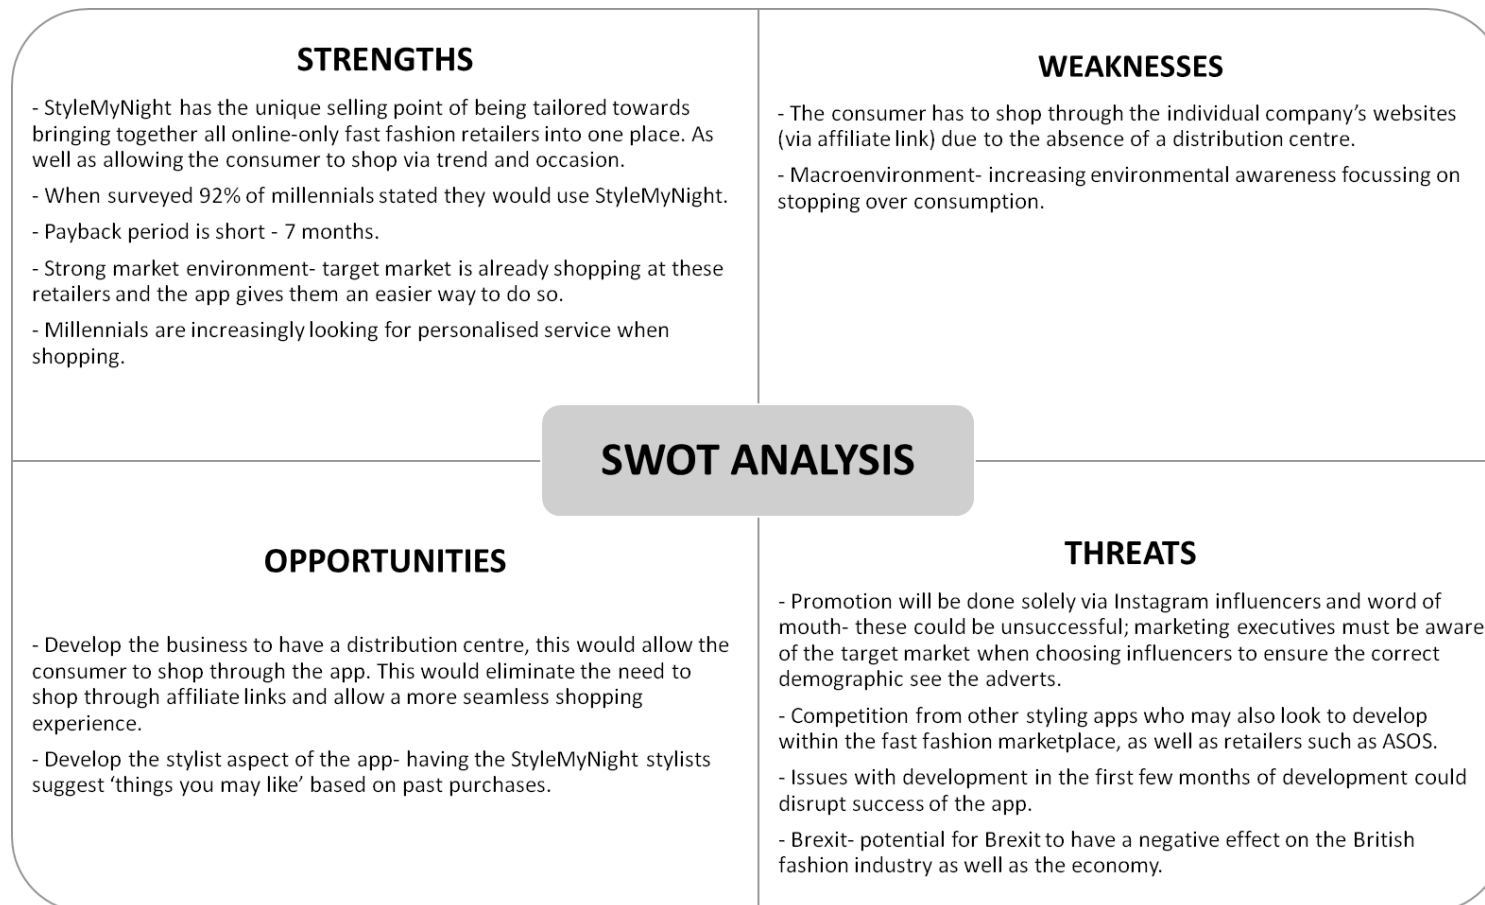 STRENGTHS
- StyleMyNight has the unique selling point of being tailored towards
bringing together all online-only fast fashion retailers into one place. As
well as allowing the consumer to shop via trend and occasion.
- When surveyed 92% of millennials stated they would use StyleMyNight.
- Payback period is short - 7 months.
- Strong market environment- target market is already shopping at these
retailers and the app gives them an easier way to do so.
- Millennials are increasingly looking for personalised service when
shopping.
WEAKNESSES
- The consumer has to shop through the individual company’s websites
(via affiliate link) due to the absence of a distribution centre.
- Macroenvironment- increasing environmental awareness focussing on
stopping over consumption.
SWOT ANALYSIS
OPPORTUNITIES
- Develop the business to have a distribution centre, this would allow the
consumer to shop through the app. This would eliminate the need to
shop through affiliate links and allow a more seamless shopping
experience.
- Develop the stylist aspect of the app- having the StyleMyNight stylists
suggest ‘things you may like’ based on past purchases.
THREATS
- Promotion will be done solely via Instagram influencers and word of
mouth- these could be unsuccessful; marketing executives must be aware
of the target market when choosing influencers to ensure the correct
demographic see the adverts.
- Competition from other styling apps who may also look to develop
within the fast fashion marketplace, as well as retailers such as ASOS.
- Issues with development in the first few months of development could
disrupt success of the app.
- Brexit- potential for Brexit to have a negative effect on the British
fashion industry as well as the economy.